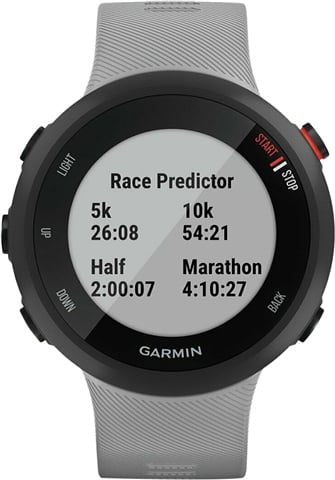 START
STOP
LIGHT
Race Predictor
5k 10k
26:08 54:21
UP
Half Marathon
2:00:07 4:10:27
DOWN
BACK
GARMIN